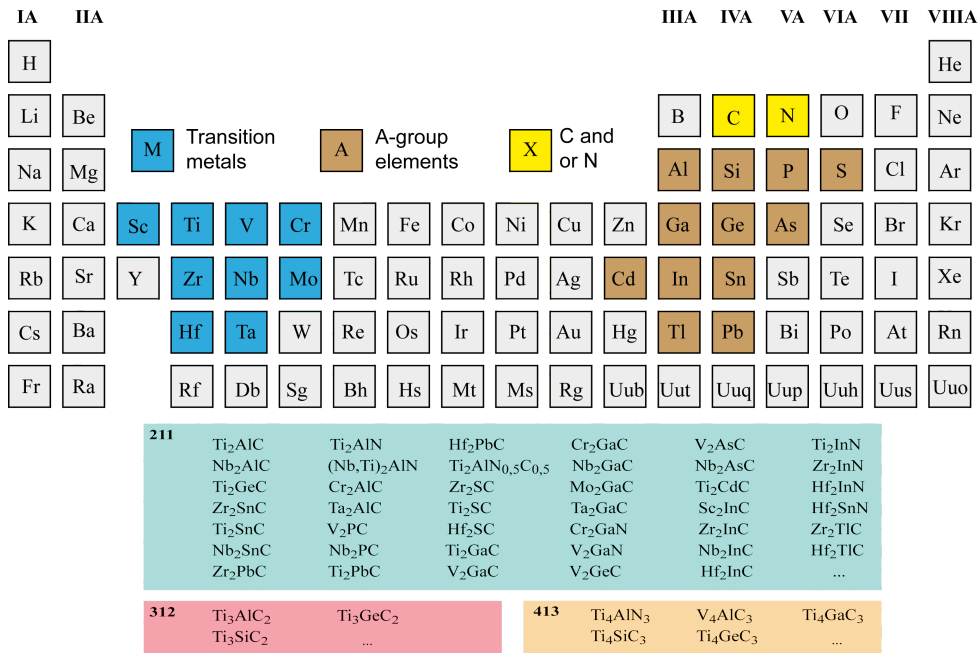 IA IIA IIIA IVA VA VIA VII VIIIA
H He
Li Be B C N O F Ne
M Transition metals
A A-group elements
X C and or N
Na Mg Al Si P S Cl Ar
K Ca Sc Ti V Cr Mn Fe Co Ni Cu Zn Ga Ge As Se Br Kr
Rb Sr Y Zr Nb Mo Tc Ru Rh Pd Ag Cd In Sn Sb Te I Xe
Cs Ba Hf Ta W Re Os Ir Pt Au Hg Tl Pb Bi Po At Rn
Fr Ra Rf Db Sg Bh Hs Mt Ms Rg Uub Uut Uuq Uup Uuh Uus Uuo
211
Ti₂AlC Ti₂AlN Hf₂PbC Cr₂GaC V₂AsC Ti₂InN
Nb₂AlC (Nb,Ti)₂AlN Ti₂AlN₀,₅C₀,₅ Nb₂GaC Nb₂AsC Zr₂InN
Ti₂GeC Cr₂AlC Zr₂SC Mo₂GaC Ti₂CdC Hf₂InN
Zr₂SnC Ta₂AlC Ti₂SC Ta₂GaC Sc₂InC Hf₂SnN
Ti₂SnC V₂PC Hf₂SC Cr₂GaN Zr₂InC Zr₂TlC
Nb₂SnC Nb₂PC Ti₂GaC V₂GaN Nb₂InC Hf₂TlC
Zr₂PbC Ti₂PbC V₂GaC V₂GeC Hf₂InC ...
312 Ti₃AlC₂ Ti₃GeC₂
Ti₃SiC₂ ...
413 Ti₄AlN₃ V₄AlC₃ Ti₄GaC₃
Ti₄SiC₃ Ti₄GeC₃ ...